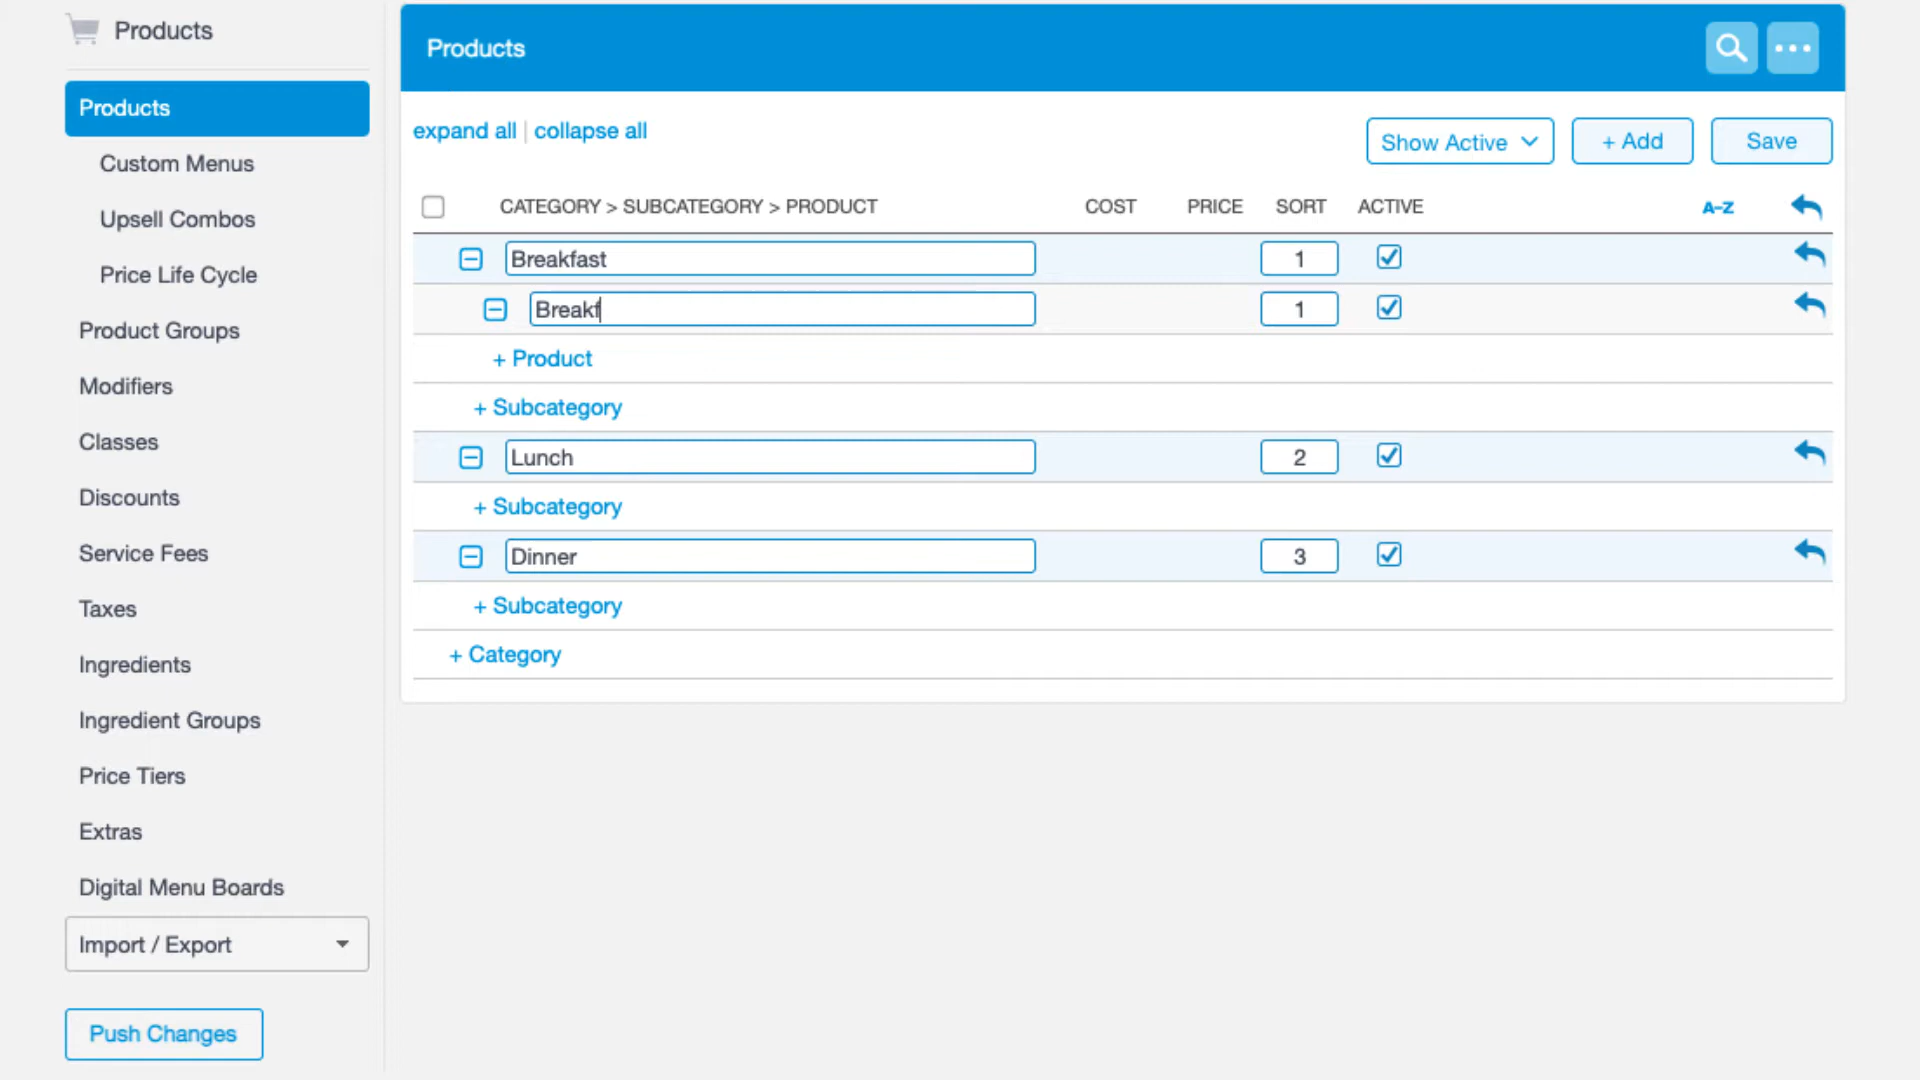 Products
Products
Custom Menus
Upsell Combos
Price Life Cycle
Product Groups
Modifiers
Classes
Discounts
Service Fees
Taxes
Ingredients
Ingredient Groups
Price Tiers
Extras
Digital Menu Boards
Import / Export
Push Changes
Products
expand all | collapse all
Show Active
+ Add
Save
CATEGORY > SUBCATEGORY > PRODUCT COST PRICE SORT ACTIVE A-Z
Breakfast 1
Breakf 1
+ Product
+ Subcategory
Lunch 2
+ Subcategory
Dinner 3
+ Subcategory
+ Category